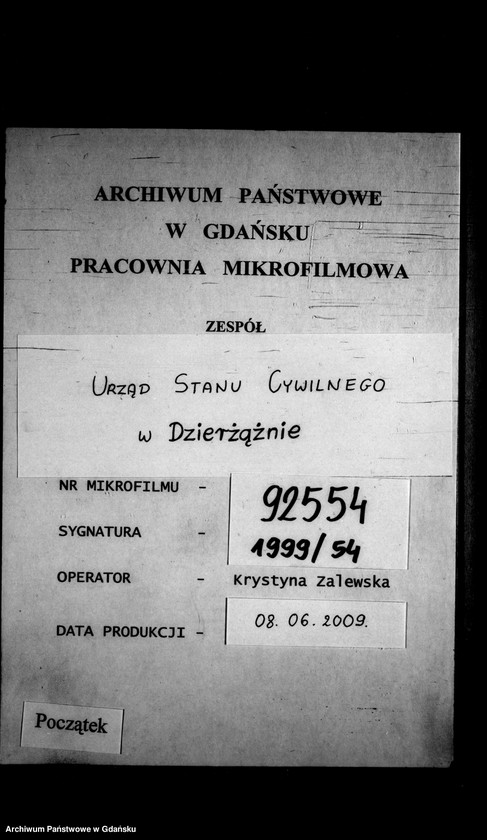 ARCHIWUM PAŃSTWOWE
W GDAŃSKU
PRACOWNIA MIKROFILMOWA
ZESPÓŁ
URZĄD STANU CYWILNEGO
w Dzierżążnie
NR MIKROFILMU - 92554
SYGNATURA - 1999/54
OPERATOR - Krystyna Zalewska
DATA PRODUKCJI - 08. 06. 2009.
Początek
Archiwum Państwowe w Gdańsku